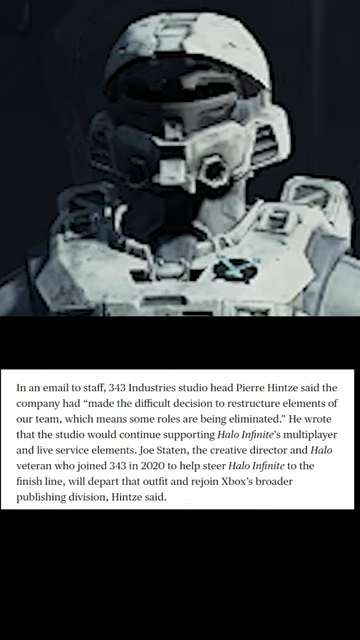 In an email to staff, 343 Industries studio head Pierre Hintze said the
company had “made the difficult decision to restructure elements of
our team, which means some roles are being eliminated.” He wrote
that the studio would continue supporting Halo Infinite’s multiplayer
and live service elements. Joe Staten, the creative director and Halo
veteran who joined 343 in 2020 to help steer Halo Infinite to the
finish line, will depart that outfit and rejoin Xbox’s broader
publishing division, Hintze said.